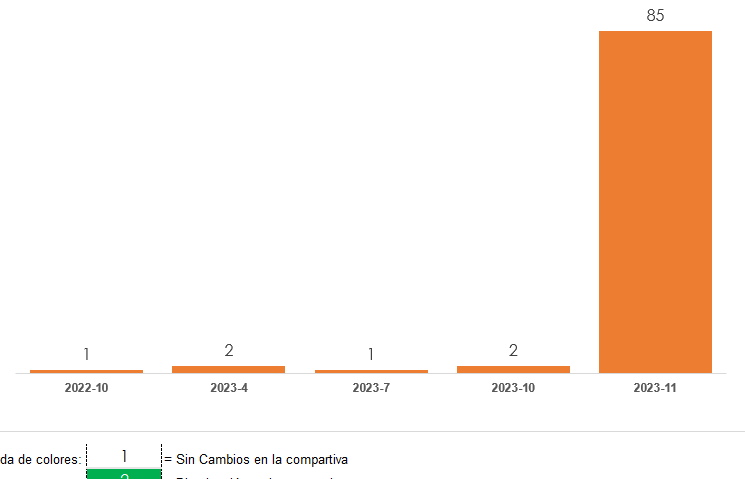 85
1 2 1 2
2022-10 2023-4 2023-7 2023-10 2023-11
da de colores: 1 = Sin Cambios en la compartiva